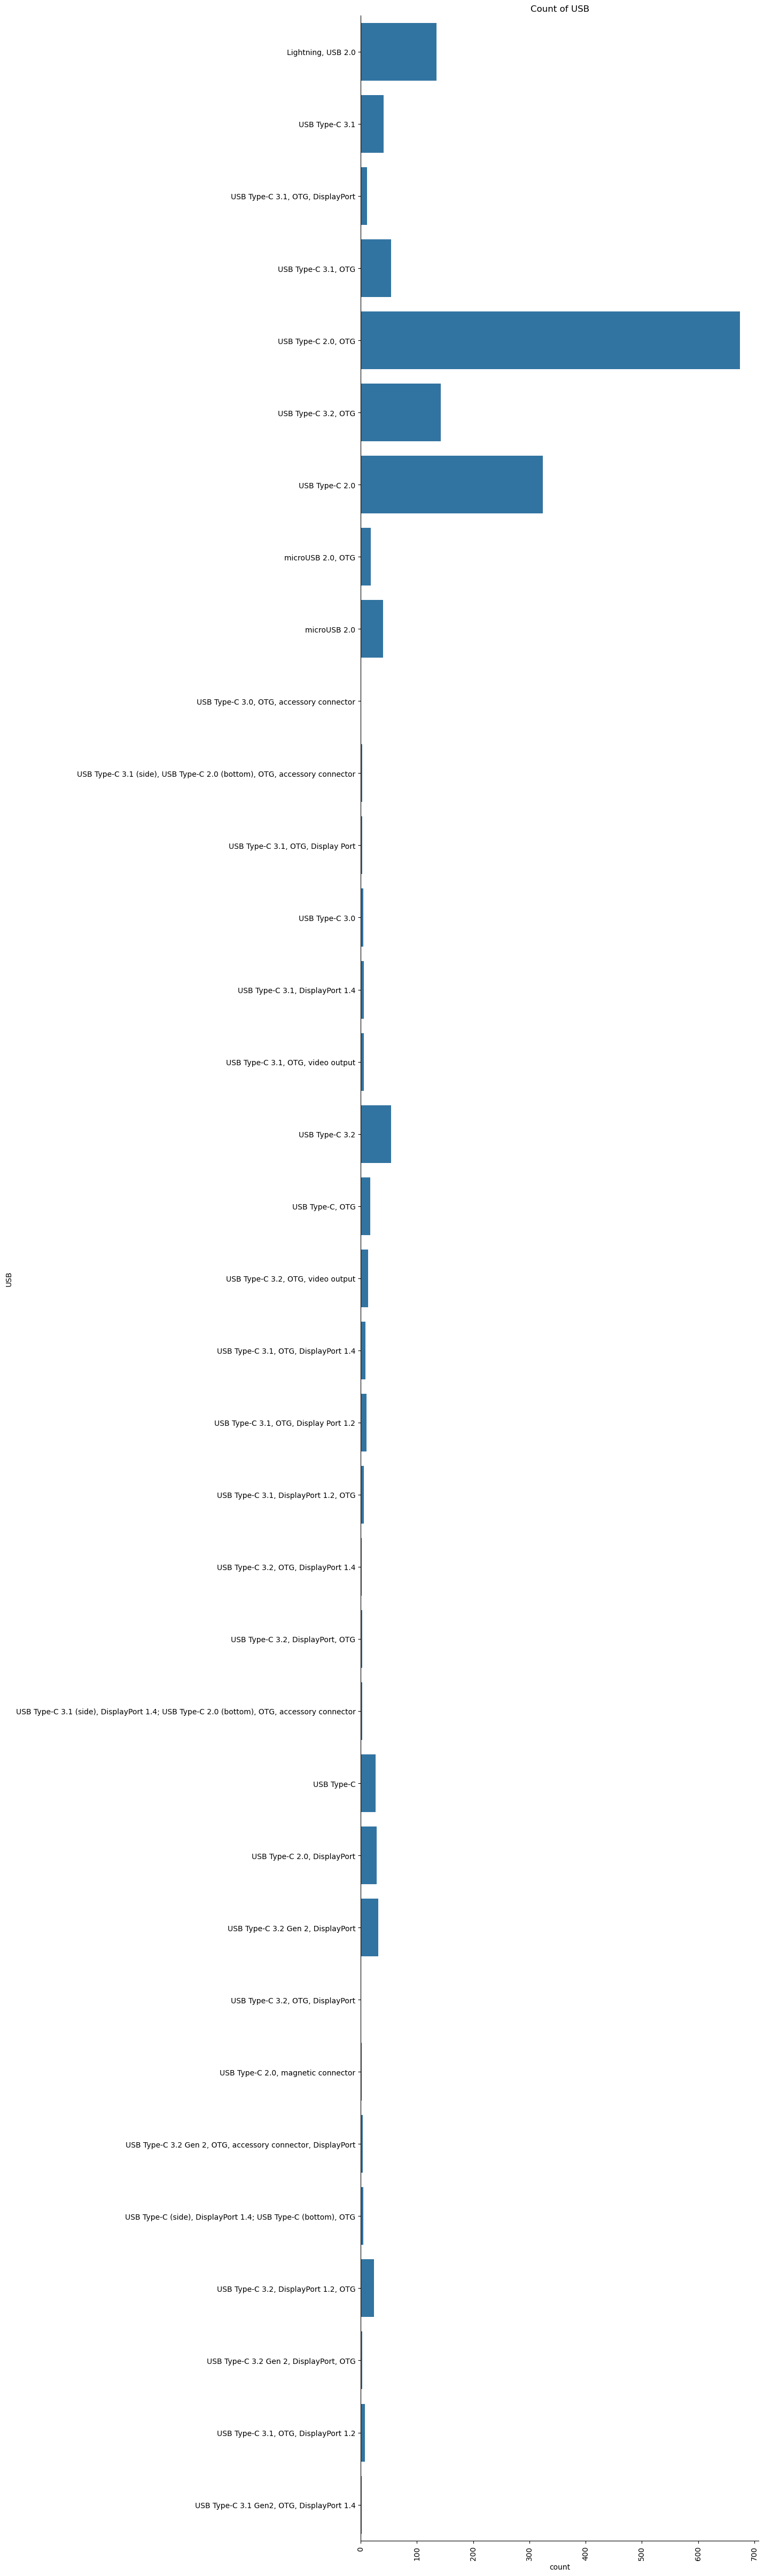 Count of USB
Lightning, USB 2.0
USB Type-C 3.1
USB Type-C 3.1, OTG, DisplayPort
USB Type-C 3.1, OTG
USB Type-C 2.0, OTG
USB Type-C 3.2, OTG
USB Type-C 2.0
microUSB 2.0, OTG
microUSB 2.0
USB Type-C 3.0, OTG, accessory connector
USB Type-C 3.1 (side), USB Type-C 2.0 (bottom), OTG, accessory connector
USB Type-C 3.1, OTG, Display Port
USB Type-C 3.0
USB Type-C 3.1, DisplayPort 1.4
USB Type-C 3.1, OTG, video output
USB Type-C 3.2
USB Type-C, OTG
USB
USB Type-C 3.2, OTG, video output
USB Type-C 3.1, OTG, DisplayPort 1.4
USB Type-C 3.1, OTG, Display Port 1.2
USB Type-C 3.1, DisplayPort 1.2, OTG
USB Type-C 3.2, OTG, DisplayPort 1.4
USB Type-C 3.2, DisplayPort, OTG
USB Type-C 3.1 (side), DisplayPort 1.4; USB Type-C 2.0 (bottom), OTG, accessory connector
USB Type-C
USB Type-C 2.0, DisplayPort
USB Type-C 3.2 Gen 2, DisplayPort
USB Type-C 3.2, OTG, DisplayPort
USB Type-C 2.0, magnetic connector
USB Type-C 3.2 Gen 2, OTG, accessory connector, DisplayPort
USB Type-C (side), DisplayPort 1.4; USB Type-C (bottom), OTG
USB Type-C 3.2, DisplayPort 1.2, OTG
USB Type-C 3.2 Gen 2, DisplayPort, OTG
USB Type-C 3.1, OTG, DisplayPort 1.2
USB Type-C 3.1 Gen2, OTG, DisplayPort 1.4
0 100 200 300 400 500 600 700
count